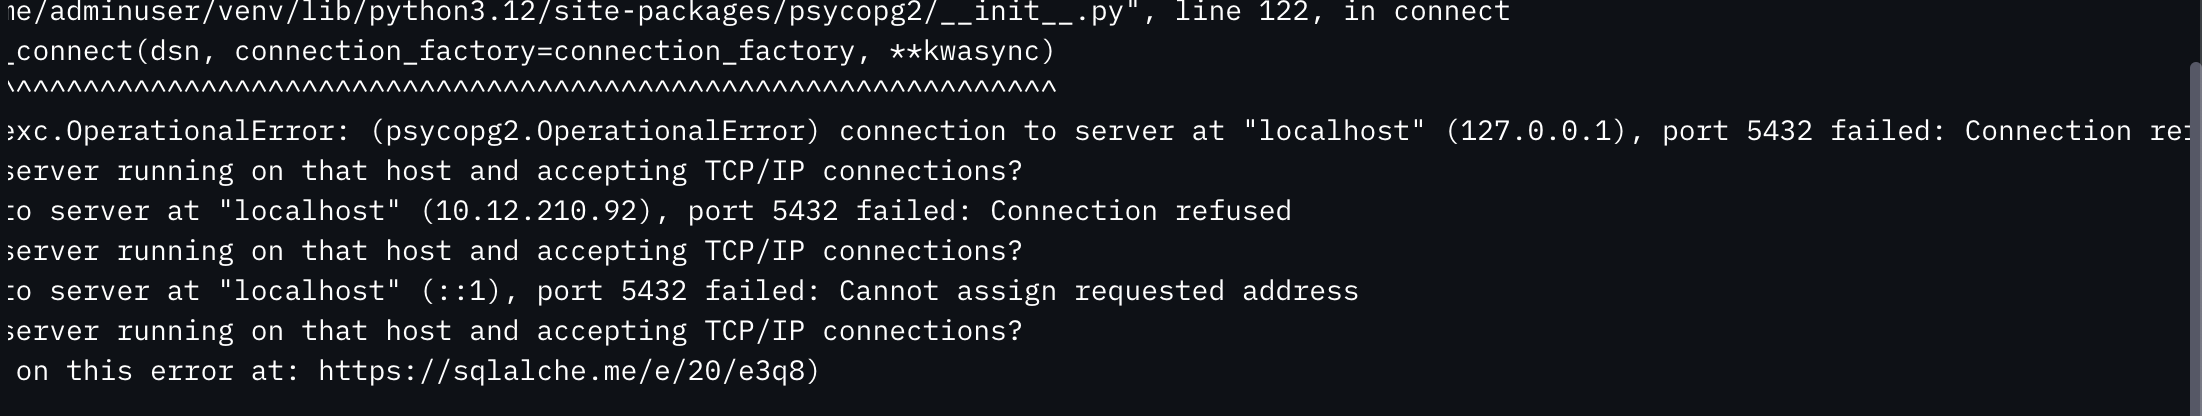 /adminuser/venv/lib/python3.12/site-packages/psycopg2/__init__.py", line 122, in connect
_connect(dsn, connection_factory=connection_factory, **kwasync)
^^^^^^^^^^^^^^^^^^^^^^^^^^^^^^^^^^^^^^^^^^^^^^^^^^^^^^^^^^^^^^^
exc.OperationalError: (psycopg2.OperationalError) connection to server at "localhost" (127.0.0.1), port 5432 failed: Connection
server running on that host and accepting TCP/IP connections?
to server at "localhost" (10.12.210.92), port 5432 failed: Connection refused
server running on that host and accepting TCP/IP connections?
to server at "localhost" (::1), port 5432 failed: Cannot assign requested address
server running on that host and accepting TCP/IP connections?
on this error at: https://sqlalche.me/e/20/e3q8)